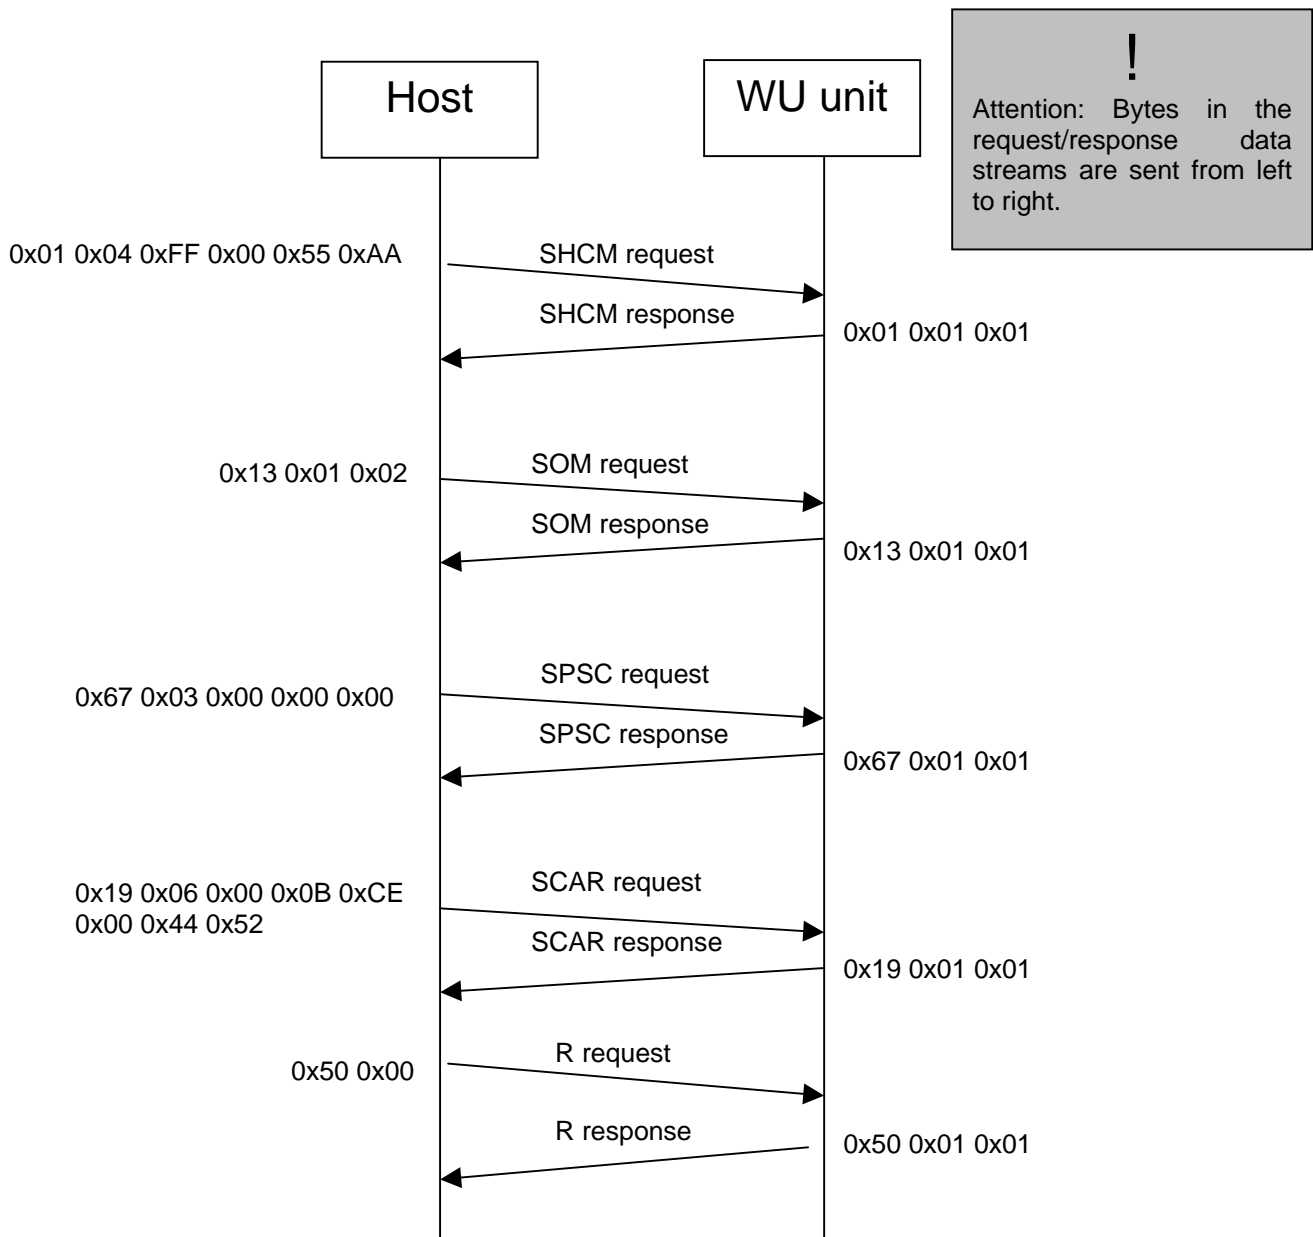 !
Attention: Bytes in the
request/response data
streams are sent from left
to right.
Host
WU unit
0x01 0x04 0xFF 0x00 0x55 0xAA
SHCM request
SHCM response
0x01 0x01 0x01
0x13 0x01 0x02
SOM request
SOM response
0x13 0x01 0x01
0x67 0x03 0x00 0x00 0x00
SPSC request
SPSC response
0x67 0x01 0x01
0x19 0x06 0x00 0x0B 0xCE
0x00 0x44 0x52
SCAR request
SCAR response
0x19 0x01 0x01
0x50 0x00
R request
R response
0x50 0x01 0x01